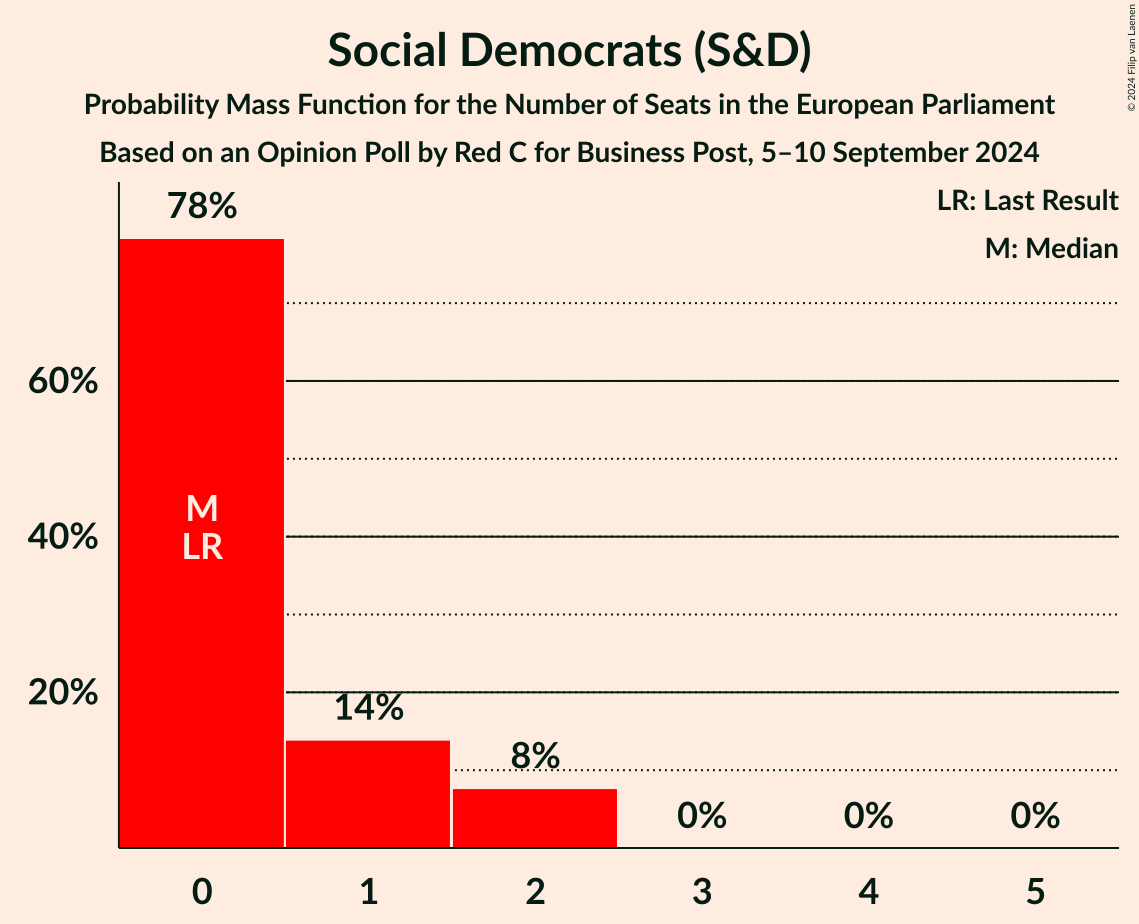 Social Democrats (S&D)
Probability Mass Function for the Number of Seats in the European Parliament
Based on an Opinion Poll by Red C for Business Post, 5–10 September 2024
© 2024 Filip van Laenen
LR: Last Result
M: Median
78%
60%
40%
20%
M
LR
14%
8%
0%
0%
0%
0
1
2
3
4
5